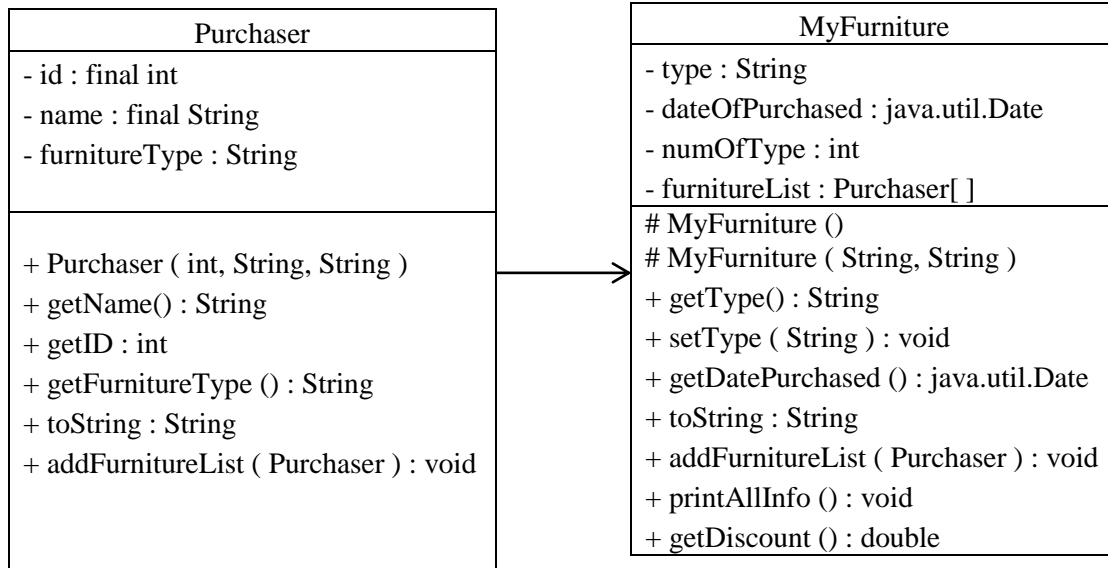 Purchaser
- id : final int
- name : final String
- furnitureType : String
+ Purchaser ( int, String, String )
+ getName() : String
+ getID : int
+ getFurnitureType () : String
+ toString : String
+ addFurnitureList ( Purchaser ) : void
MyFurniture
- type : String
- dateOfPurchased : java.util.Date
- numOfType : int
- furnitureList : Purchaser[ ]
# MyFurniture ()
# MyFurniture ( String, String )
+ getType() : String
+ setType ( String ) : void
+ getDatePurchased () : java.util.Date
+ toString : String
+ addFurnitureList ( Purchaser ) : void
+ printAllInfo () : void
+ getDiscount () : double